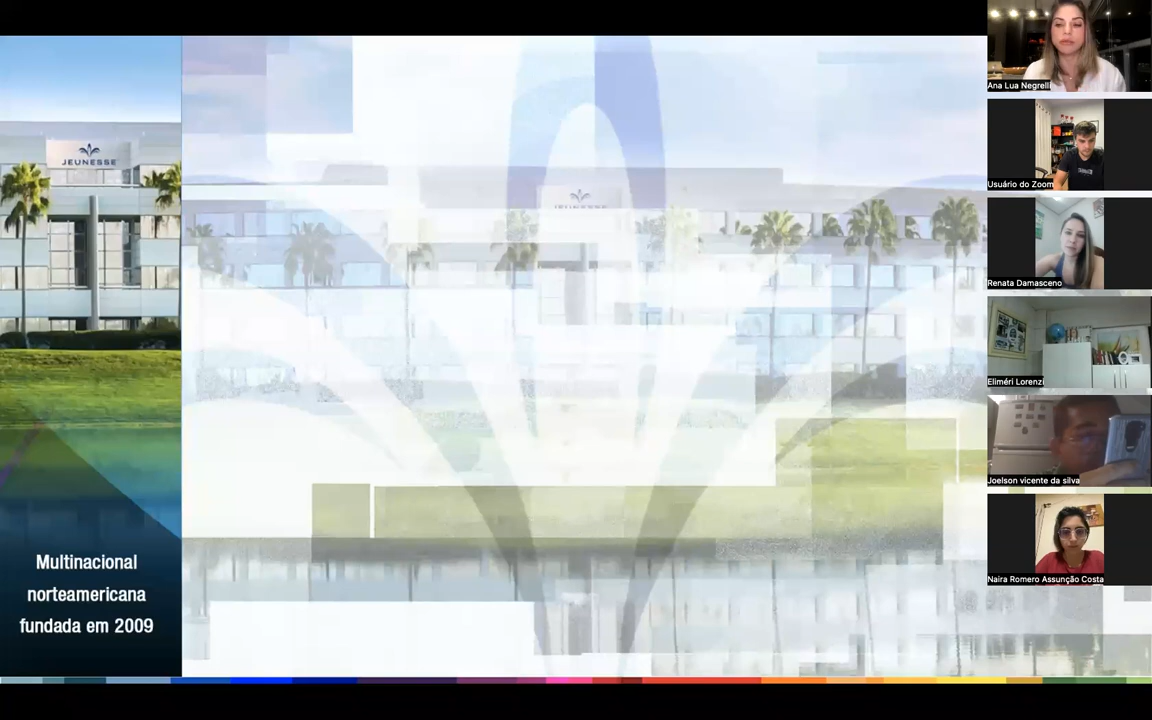 JEUNESSE
Multinacional
norteamericana
fundada em 2009
JEUNESSE
Ana Lua Negrelli
Usuário do Zoom
Renata Damasceno
Eliméri Lorenzi
Joelson vicente da silva
Naira Romero Assunção Costa